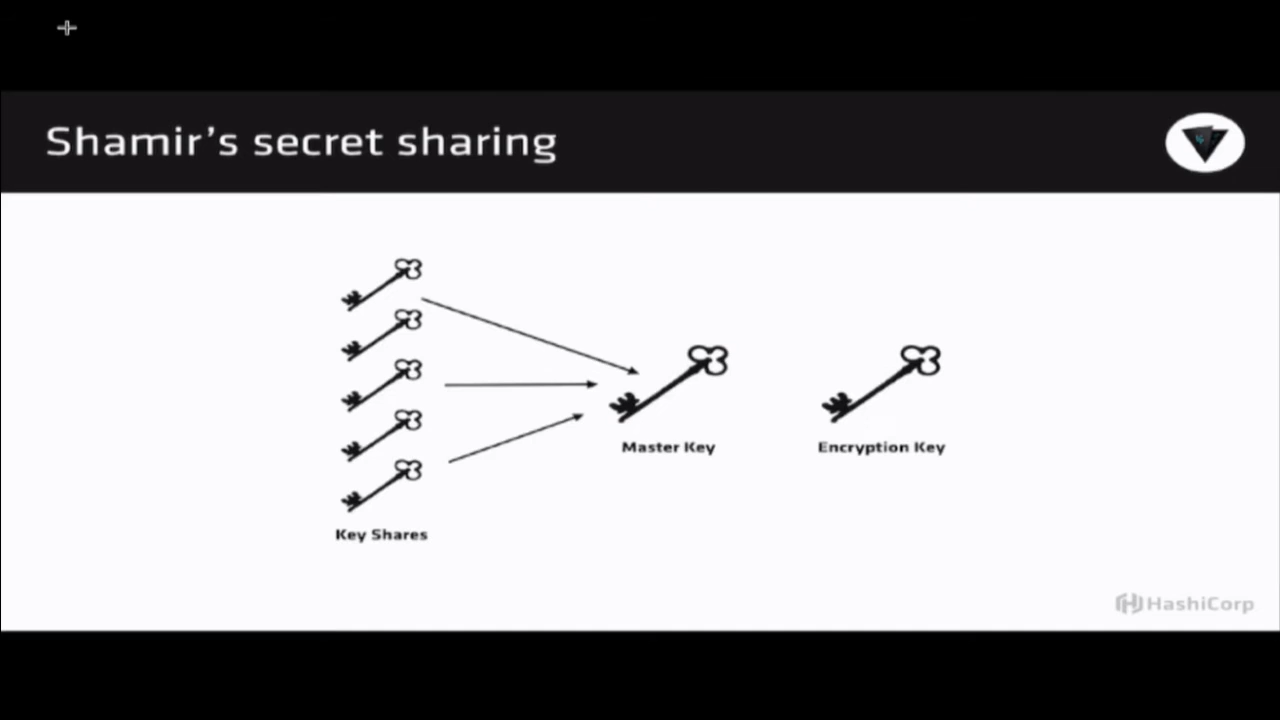 Shamir's secret sharing
Master Key
Encryption Key
Key Shares
HashiCorp